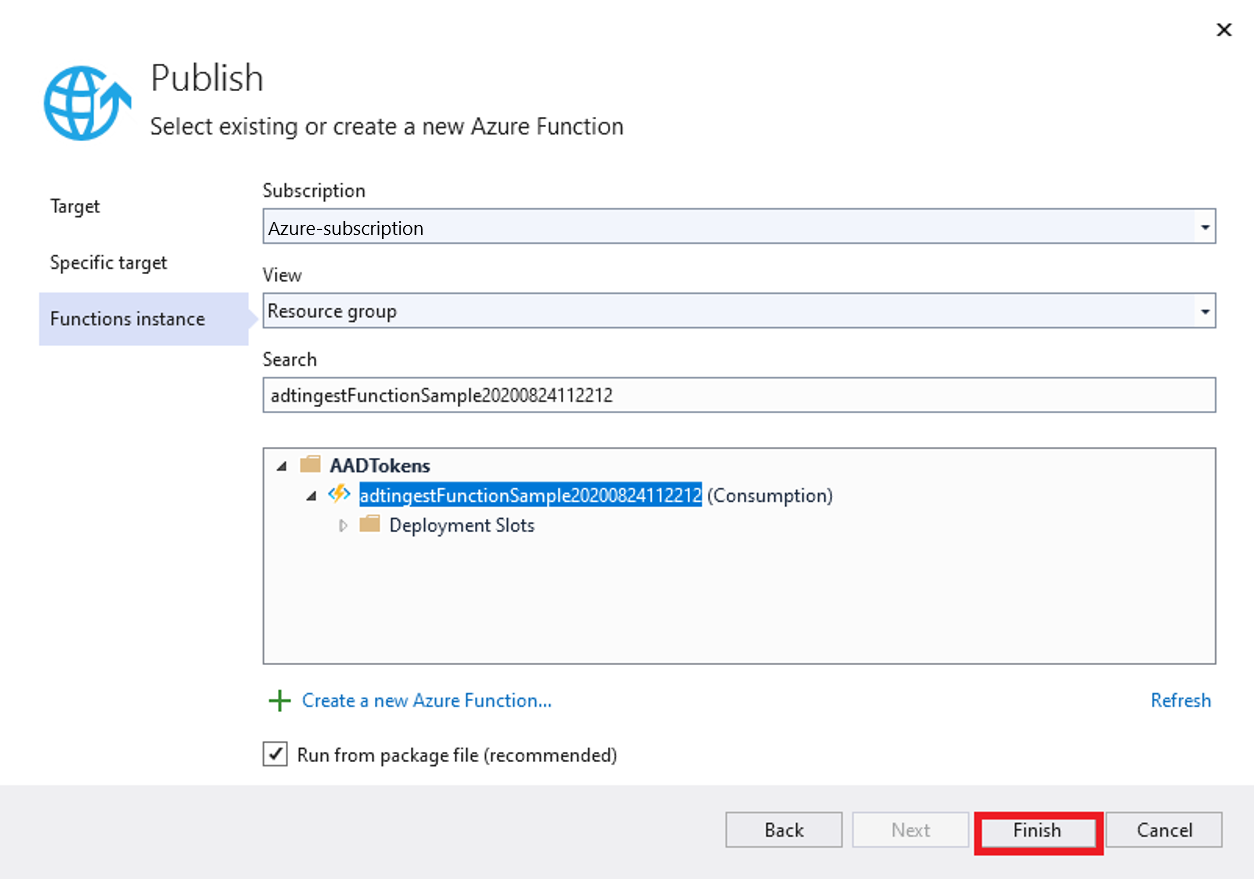 Publish
Select existing or create a new Azure Function
Target
Specific target
Functions instance
Subscription
Azure-subscription
View
Resource group
Search
adtingestFunctionSample20200824112212
AADTokens
adtingestFunctionSample20200824112212 (Consumption)
Deployment Slots
Create a new Azure Function...
Refresh
Run from package file (recommended)
Back
Next
Finish
Cancel